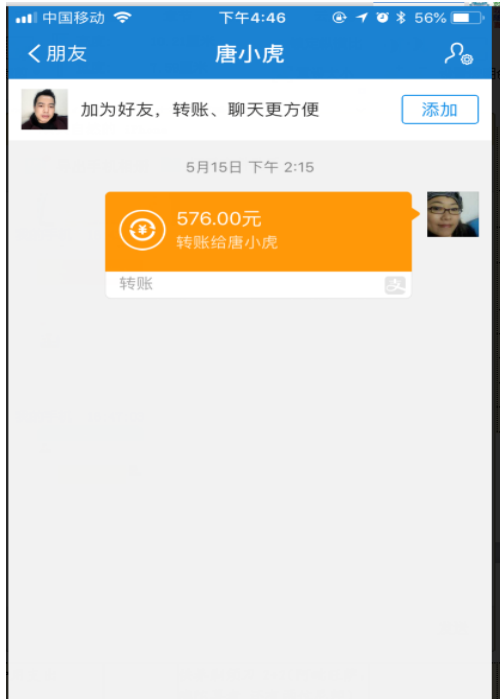 中国移动 下午4:46 56%
朋友 唐小虎
加为好友，转账、聊天更方便 添加
5月15日 下午 2:15
576.00元
转账给唐小虎
转账